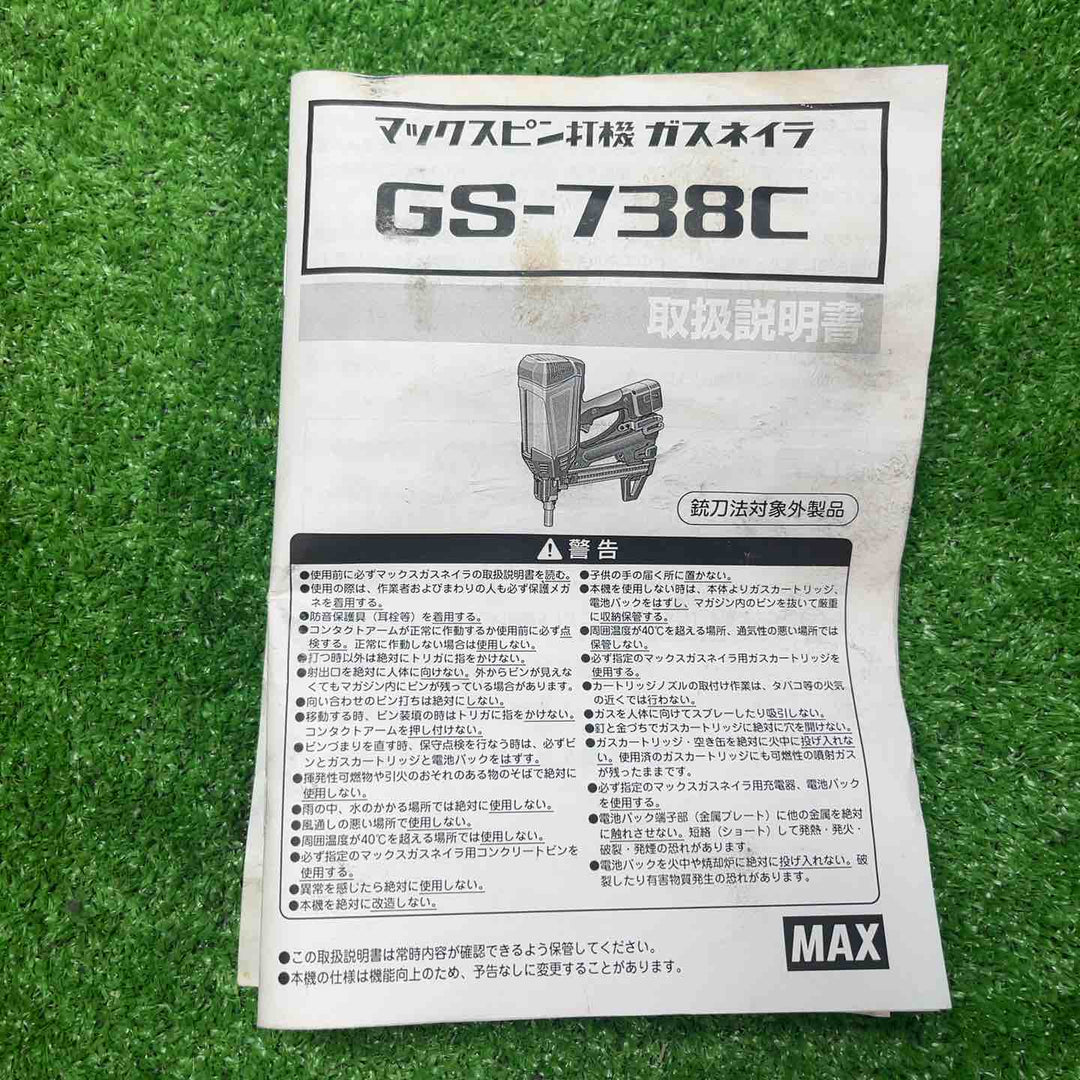 マックスピン打機 ガスネイラ
GS-738C
取扱説明書
銃刀法対象外製品
警告
●使用前に必ずマックスガスネイラの取扱説明書を読む。
●使用の際は、作業者およびまわりの人も必ず保護メガ
ネを着用する。
●防音保護具（耳栓等）を着用する。
●コンタクトアームが正常に作動するか使用前に必ず点
検する。正常に作動しない場合は使用しない。
●打つ時以外は絶対にトリガに指をかけない。
●射出口を絶対に人体に向けない。外からピンが見えな
くてもマガジン内にピンが残っている場合があります。
●向い合わせのピン打ちは絶対にしない。
●移動する時、ピン装填の時はトリガに指をかけない。
コンタクトアームを押し付けない。
●ピンづまりを直す時、保守点検を行なう時は、必ずピ
ンとガスカートリッジと電池パックをはずす。
●揮発性可燃物や引火のおそれのある物のそばで絶対に
使用しない。
●雨の中、水のかかる場所では絶対に使用しない。
●風通しの悪い場所で使用しない。
●周囲温度が40℃を超える場所では使用しない。
●必ず指定のマックスガスネイラ用コンクリートピンを
使用する。
●異常を感じたら絶対に使用しない。
●本機を絶対に改造しない。
●子供の手の届く所に置かない。
●本機を使用しない時は、本体よりガスカートリッジ、
電池パックをはずし、マガジン内のピンを抜いて厳重
に収納保管する。
●周囲温度が40℃を超える場所、通気性の悪い場所では
保管しない。
●必ず指定のマックスガスネイラ用ガスカートリッジを
使用する。
●カートリッジノズルの取付け作業は、タバコ等の火気
の近くでは行わない。
●ガスを人体に向けてスプレーしたり吸引しない。
●釘と金づちでガスカートリッジに絶対に穴を開けない。
●ガスカートリッジ・空き缶を絶対に火中に投げ入れな
い。使用済のガスカートリッジにも可燃性の噴射ガス
が残ったままです。
●必ず指定のマックスガスネイラ用充電器、電池パック
を使用する。
●電池パック端子部（金属プレート）に他の金属を絶対
に触れさせない。短絡（ショート）して発熱・発火・
破裂・発煙の恐れがあります。
●電池パックを火中や焼却炉に絶対に投げ入れない。破
裂したり有害物質発生の恐れがあります。
●この取扱説明書は常時内容が確認できるよう保管してください。
●本機の仕様は機能向上のため、予告なしに変更することがあります。
MAX